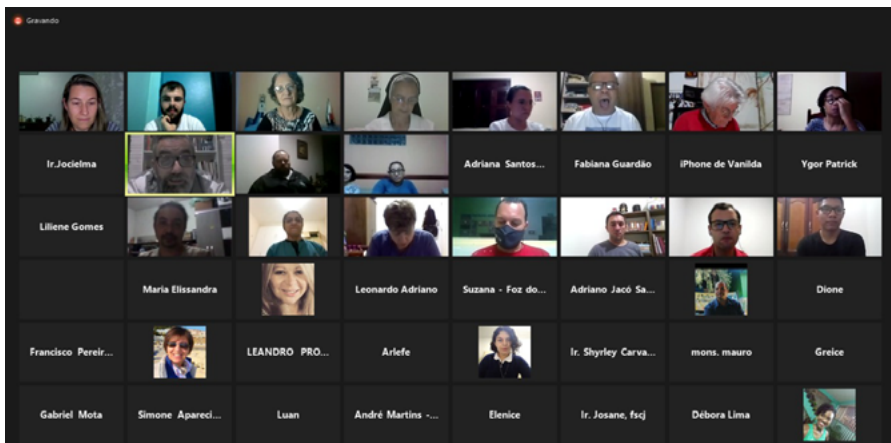 Gravando
Ir.Jocielma
Adriana Santos...
Fabiana Guardão
iPhone de Vanilda
Ygor Patrick
Liliene Gomes
Maria Elissandra
Leonardo Adriano
Suzana - Foz do...
Adriano Jacó Sa...
Dione
Francisco Pereir...
LEANDRO PRO...
Arlefe
Ir. Shyrley Carva...
mons. mauro
Greice
Gabriel Mota
Simone Apareci...
Luan
André Martins -...
Elenice
Ir. Josane, fscj
Débora Lima